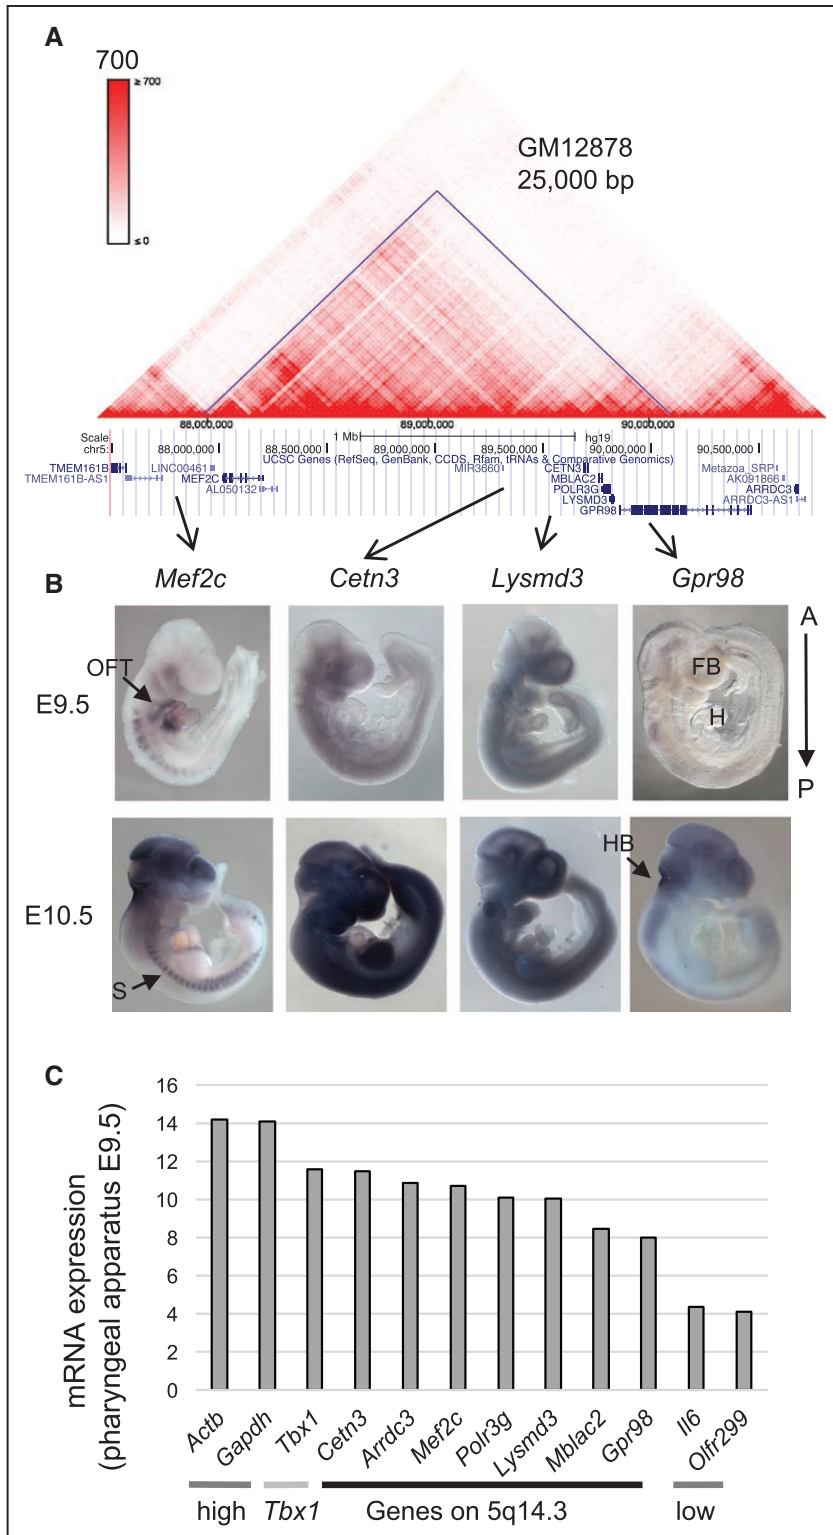 A
700
≥ 700
≤ 0
GM12878
25,000 bp
88,000,000 89,000,000 90,000,000
Scale 1 Mb hg19
chr5: 88,000,000 88,500,000 89,000,000 89,500,000 90,000,000 90,500,000
UCSC Genes (RefSeq, GenBank, CCDS, Rfam, tRNAs & Comparative Genomics)
TMEM161B LINC00461 MIR3660 CETN3 Metazoa_SRP
TMEM161B-AS1 MEF2C MBLAC2 AK091866
AL050132 POLR3G ARRDC3
LYSMD3 ARRDC3-AS1
GPR98
B
Mef2c Cetn3 Lysmd3 Gpr98
OFT FB H
E9.5
A
P
HB
E10.5
S
C
mRNA expression
(pharyngeal apparatus E9.5)
16
14
12
10
8
6
4
2
0
Actb Gapdh Tbx1 Cetn3 Arrdc3 Mef2c Polr3g Lysmd3 Mblac2 Gpr98 Il6 Olfr299
high Tbx1 Genes on 5q14.3 low